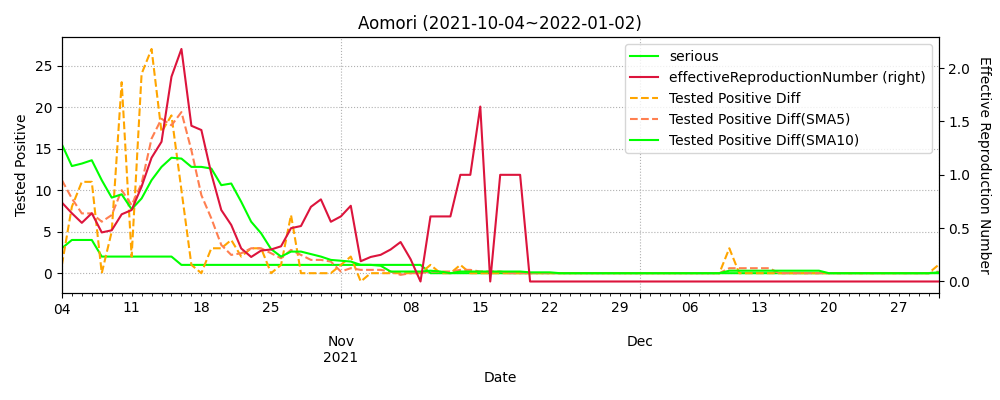 Aomori (2021-10-04~2022-01-02)
serious
effectiveReproductionNumber (right)
Tested Positive Diff
Tested Positive Diff(SMA5)
Tested Positive Diff(SMA10)
Tested Positive
25
20
15
10
5
0
2.0
1.5
1.0
0.5
0.0
Effective Reproduction Number
04 11 18 25 08 15 22 29 06 13 20 27
Nov Dec
2021
Date